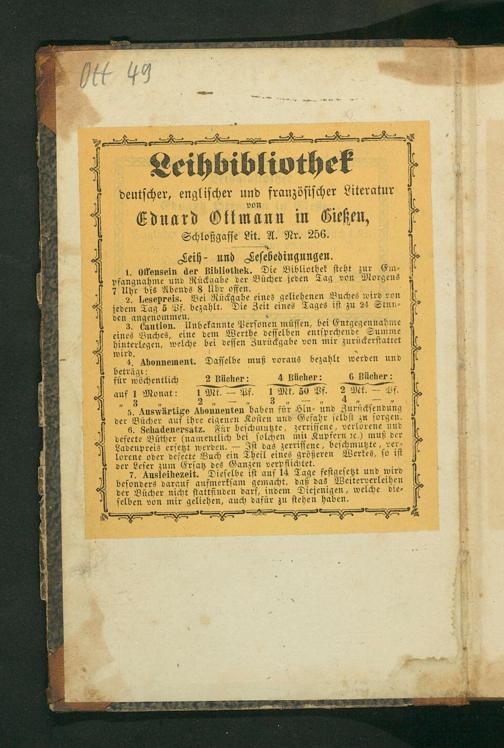 Ott 49
Leihbibliothek
deutscher, englischer und französischer Literatur
von
Eduard Ottmann in Gießen,
Schloßgasse Lit. A. Nr. 256.
Leih- und Lesebedingungen.
1. Offensein der Bibliothek. Die Bibliothek steht zur Em-
pfangnahme und Rückgabe der Bücher jeden Tag von Morgens
7 Uhr bis Abends 8 Uhr offen.
2. Lesepreis. Bei Rückgabe eines geliehenen Buches wird von
jedem Tag 5 Pf. bezahlt. Die Zeit eines Tages ist zu 24 Stun-
den angenommen.
3. Caution. Unbekannte Personen müssen, bei Entgegennahme
eines Buches, eine dem Werthe desselben entsprechende Summe
hinterlegen, welche bei dessen Zurückgabe von mir zurückerstattet
wird.
4. Abonnement. Dasselbe muß voraus bezahlt werden und
beträgt:
für wöchentlich 2 Bücher: 4 Bücher: 6 Bücher:
auf 1 Monat: 1 Mk. — Pf. 1 Mk. 50 Pf. 2 Mk. — Pf.
„ 3 „ 2 „ — „ 3 „ — „ 4 „ — „
5. Auswärtige Abonnenten haben für Hin- und Zurücksendung
der Bücher auf ihre eigenen Kosten und Gefahr selbst zu sorgen.
6. Schadenersatz. Für beschmutzte, zerrissene, verlorene und
defecte Bücher (namentlich bei solchen mit Kupfern ꝛc.) muß der
Ladenpreis ersetzt werden. — Ist das zerrissene, beschmutzte, ver-
lorene oder defecte Buch ein Theil eines größeren Werkes, so ist
der Leser zum Ersatz des Ganzen verpflichtet.
7. Ausleihezeit. Dieselbe ist auf 14 Tage festgesetzt und wird
besonders darauf aufmerksam gemacht, daß das Weiterverleihen
der Bücher nicht stattfinden darf, indem Diejenigen, welche die-
selben von mir geliehen, auch dafür zu stehen haben.